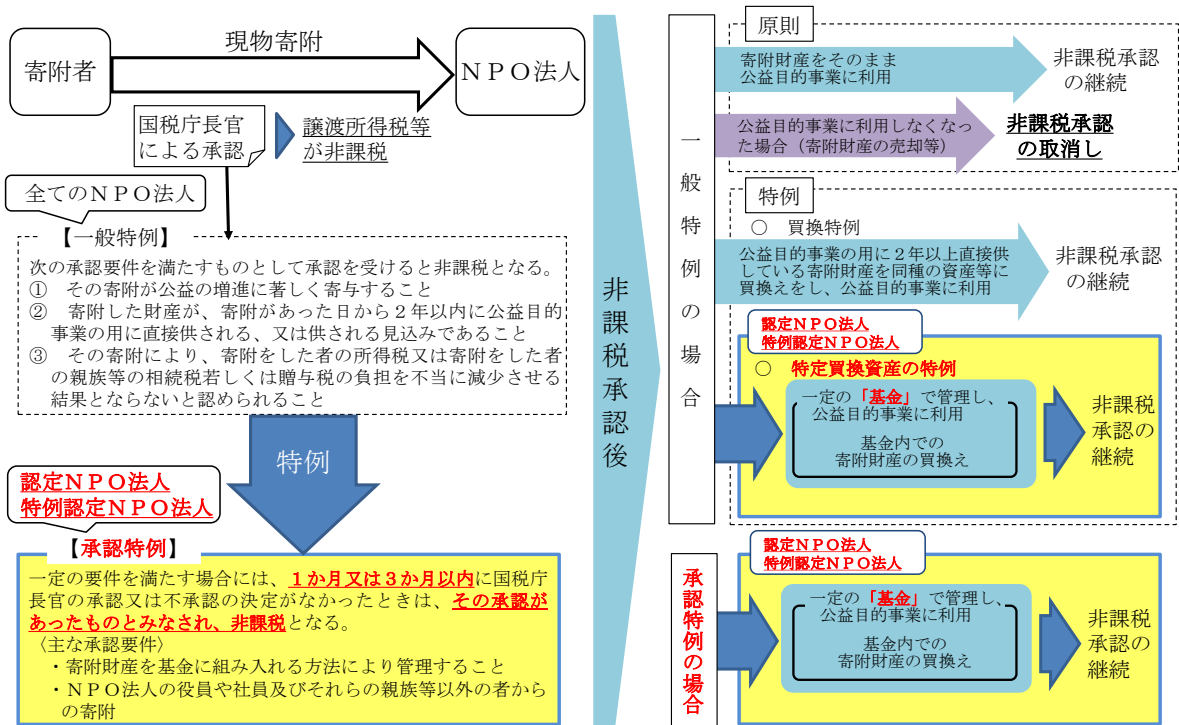 現物寄附
寄附者
ＮＰＯ法人
国税庁長官
による承認
譲渡所得税等
が非課税
全てのＮＰＯ法人
【一般特例】
次の承認要件を満たすものとして承認を受けると非課税となる。
① その寄附が公益の増進に著しく寄与すること
② 寄附した財産が、寄附があった日から２年以内に公益目的
事業の用に直接供される、又は供される見込みであること
③ その寄附により、寄附をした者の所得税又は寄附をした者
の親族等の相続税若しくは贈与税の負担を不当に減少させる
結果とならないと認められること
特例
認定ＮＰＯ法人
特例認定ＮＰＯ法人
【承認特例】
一定の要件を満たす場合には、１か月又は３か月以内に国税庁
長官の承認又は不承認の決定がなかったときは、その承認が
あったものとみなされ、非課税となる。
〈主な承認要件〉
・寄附財産を基金に組み入れる方法により管理すること
・ＮＰＯ法人の役員や社員及びそれらの親族等以外の者から
の寄附
非課税承認後
一般特例の場合
原則
寄附財産をそのまま
公益目的事業に利用
非課税承認
の継続
公益目的事業に利用しなくなっ
た場合（寄附財産の売却等）
非課税承認
の取消し
特例
○ 買換特例
公益目的事業の用に２年以上直接供
している寄附財産を同種の資産等に
買換えをし、公益目的事業に利用
非課税承認
の継続
認定ＮＰＯ法人
特例認定ＮＰＯ法人
○ 特定買換資産の特例
一定の「基金」で管理し、
公益目的事業に利用
基金内での
寄附財産の買換え
非課税
承認の
継続
承認特例の場合
認定ＮＰＯ法人
特例認定ＮＰＯ法人
一定の「基金」で管理し、
公益目的事業に利用
基金内での
寄附財産の買換え
非課税
承認の
継続